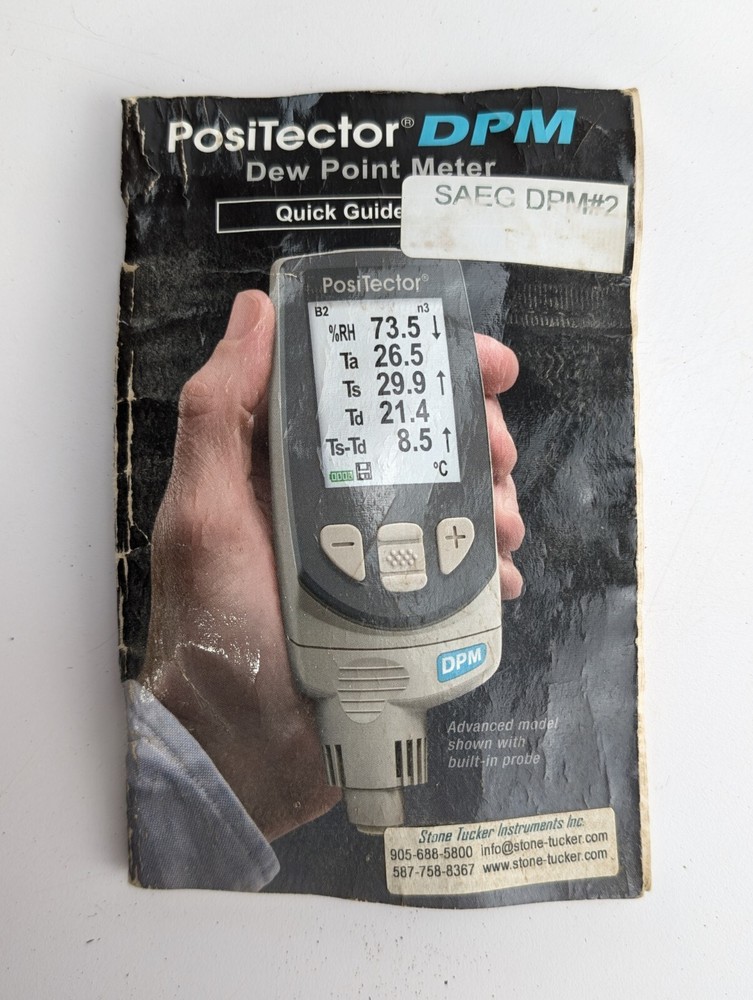 PosiTector® DPM
Dew Point Meter
Quick Guide
SAEG DPM#2
PosiTector®
B2 n3
%RH 73.5 ↓
Ta 26.5
Ts 29.9 ↑
Td 21.4
Ts-Td 8.5 ↑
°C
− +
DPM
Advanced model
shown with
built-in probe
Stone Tucker Instruments Inc.
905-688-5800 info@stone-tucker.com
587-758-8367 www.stone-tucker.com